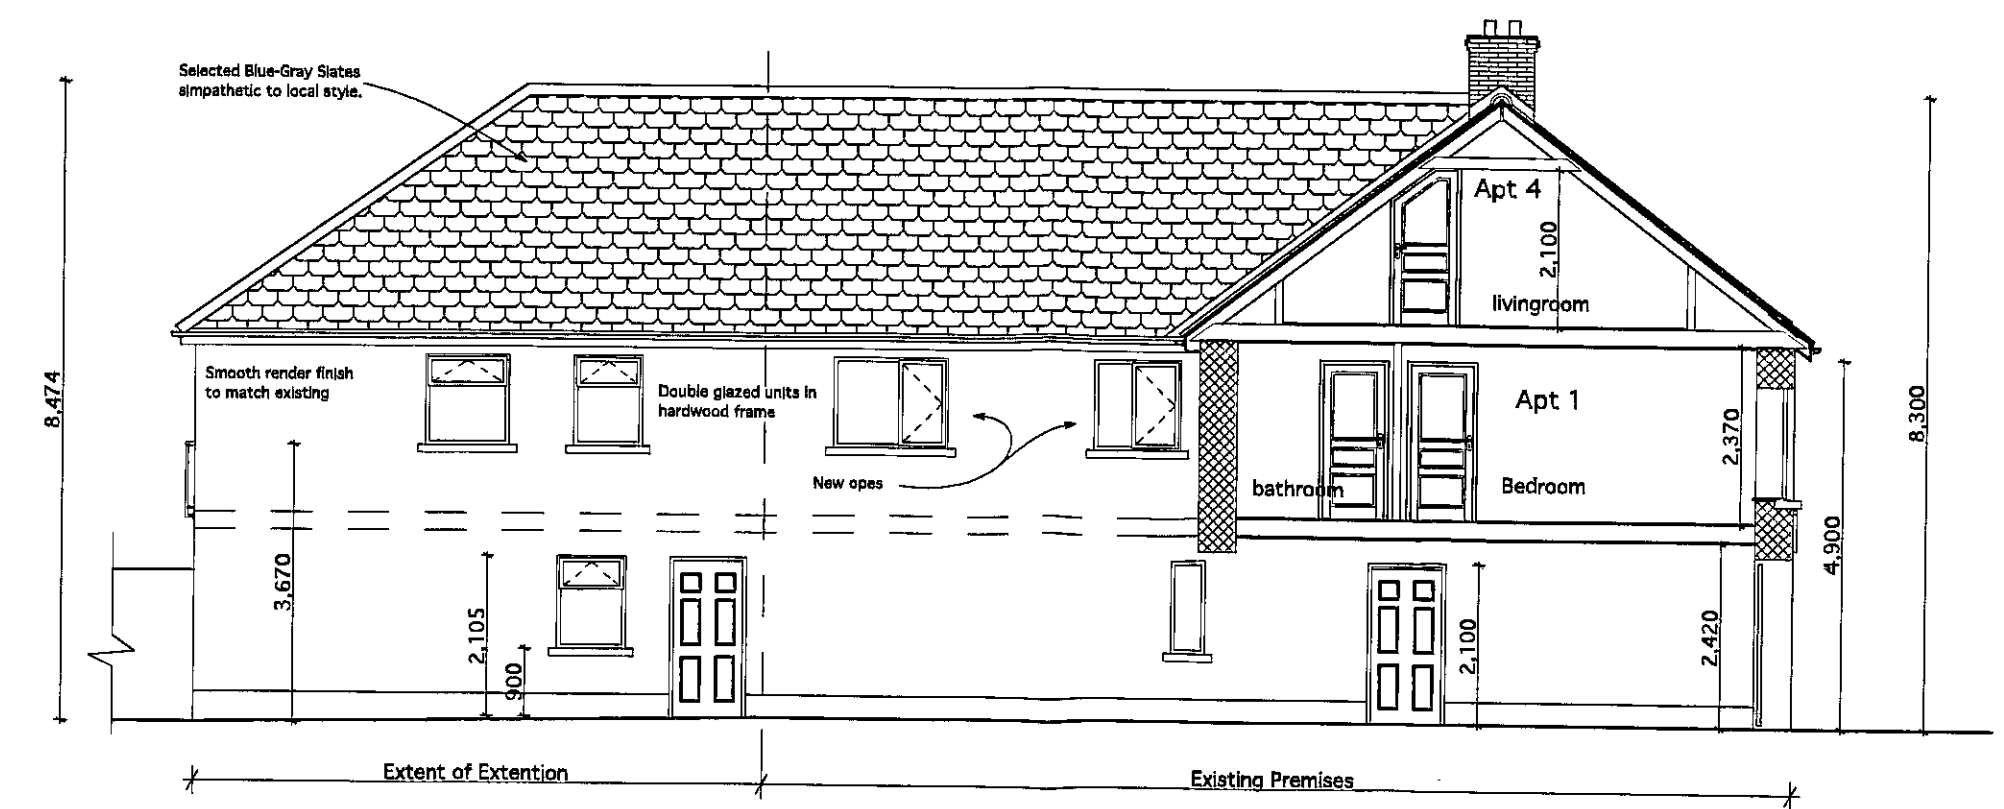 Selected Blue-Gray Slates
simpathetic to local style.
Apt 4
2,100
livingroom
Smooth render finish
to match existing
Double glazed units in
hardwood frame
New opes
8,474
Apt 1
2,370
8,300
bathroom
Bedroom
4,900
3,670
2,105
900
2,100
2,420
Extent of Extention
Existing Premises